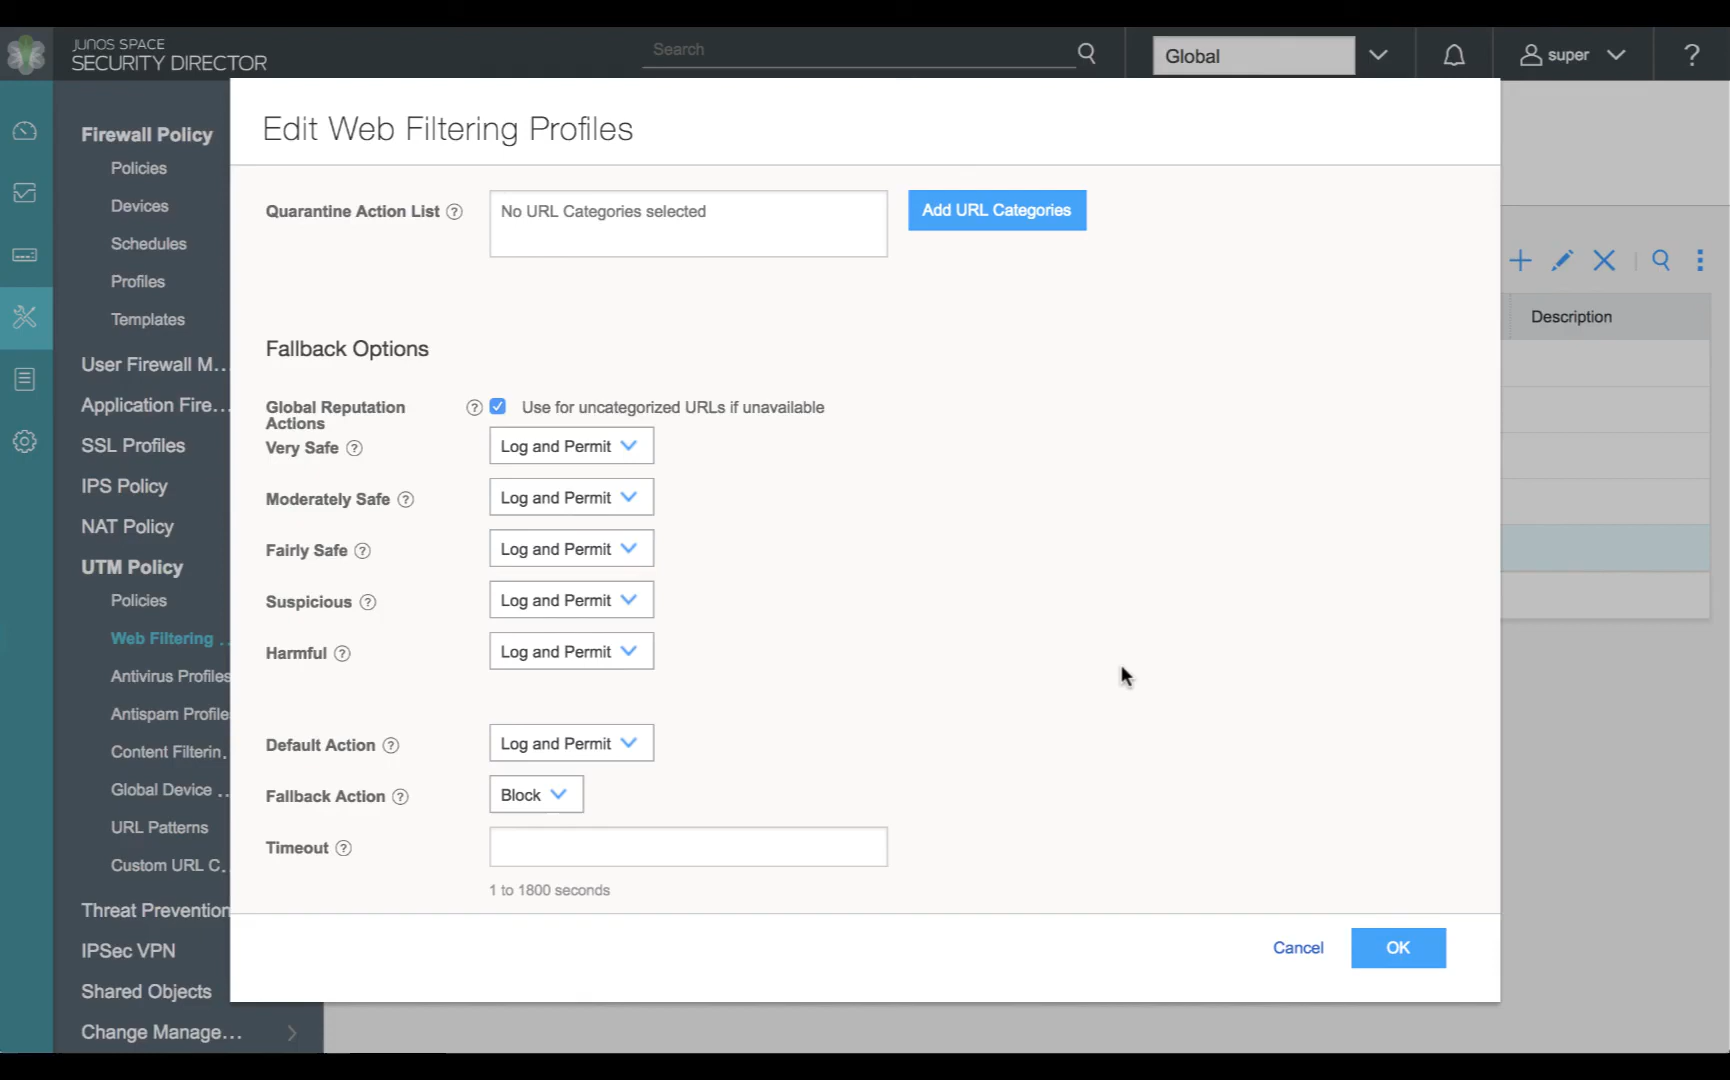 JUNOS SPACE
SECURITY DIRECTOR
Search
Global
super
?
Edit Web Filtering Profiles
Firewall Policy
Policies
Devices
Schedules
Profiles
Templates
User Firewall M...
Application Fire...
SSL Profiles
IPS Policy
NAT Policy
UTM Policy
Policies
Web Filtering ..
Antivirus Profiles
Antispam Profile
Content Filterin.
Global Device ..
URL Patterns
Custom URL C.
Threat Prevention
IPSec VPN
Shared Objects
Change Manage...
Quarantine Action List ?
No URL Categories selected
Add URL Categories
Fallback Options
Global Reputation Actions ?
Use for uncategorized URLs if unavailable
Very Safe ? Log and Permit
Moderately Safe ? Log and Permit
Fairly Safe ? Log and Permit
Suspicious ? Log and Permit
Harmful ? Log and Permit
Default Action ? Log and Permit
Fallback Action ? Block
Timeout ?
1 to 1800 seconds
Cancel
OK
Description